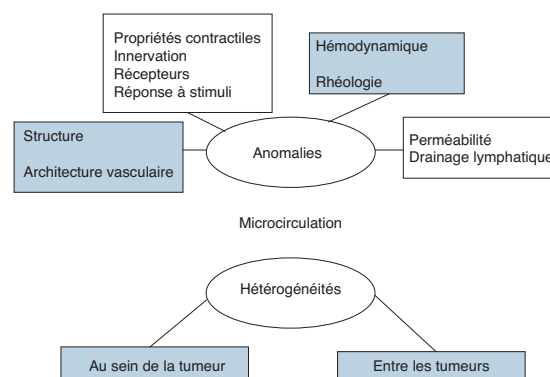 Propriétés contractiles
Innervation
Récepteurs
Réponse à stimuli
Hémodynamique
Rhéologie
Structure
Architecture vasculaire
Anomalies
Perméabilité
Drainage lymphatique
Microcirculation
Hétérogénéités
Au sein de la tumeur
Entre les tumeurs